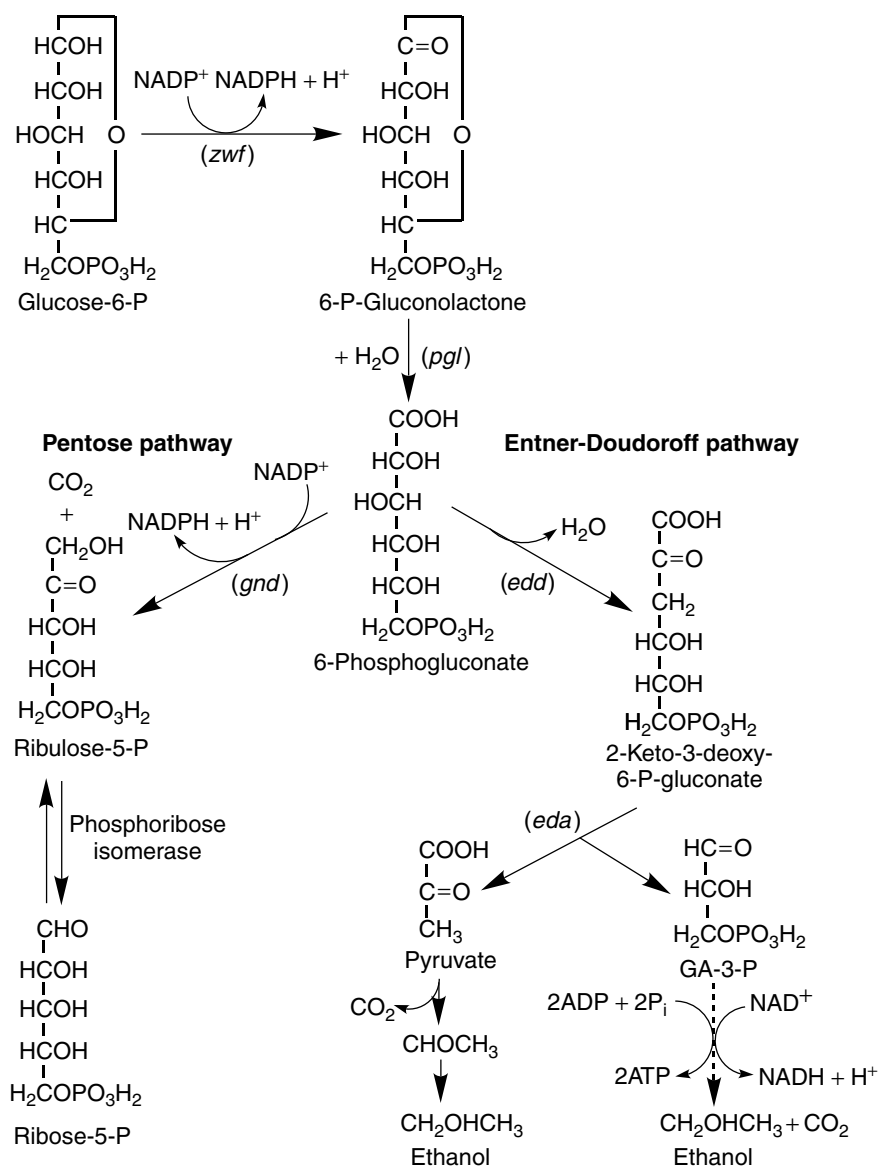 HCOH
HCOH
HOCH
O
HCOH
HC
H₂COPO₃H₂
Glucose-6-P
NADP⁺ NADPH + H⁺
(zwf)
C=O
HCOH
HOCH
O
HCOH
HC
H₂COPO₃H₂
6-P-Gluconolactone
+ H₂O
(pgl)
COOH
HCOH
HOCH
HCOH
HCOH
H₂COPO₃H₂
6-Phosphogluconate
Pentose pathway
NADP⁺
NADPH + H⁺
(gnd)
CO₂
+
CH₂OH
C=O
HCOH
HCOH
H₂COPO₃H₂
Ribulose-5-P
Phosphoribose
isomerase
CHO
HCOH
HCOH
HCOH
H₂COPO₃H₂
Ribose-5-P
Entner-Doudoroff pathway
H₂O
(edd)
COOH
C=O
CH₂
HCOH
HCOH
H₂COPO₃H₂
2-Keto-3-deoxy-
6-P-gluconate
(eda)
COOH
C=O
CH₃
Pyruvate
CO₂
CHOCH₃
CH₂OHCH₃
Ethanol
HC=O
HCOH
H₂COPO₃H₂
GA-3-P
2ADP + 2Pᵢ
NAD⁺
2ATP
NADH + H⁺
CH₂OHCH₃ + CO₂
Ethanol